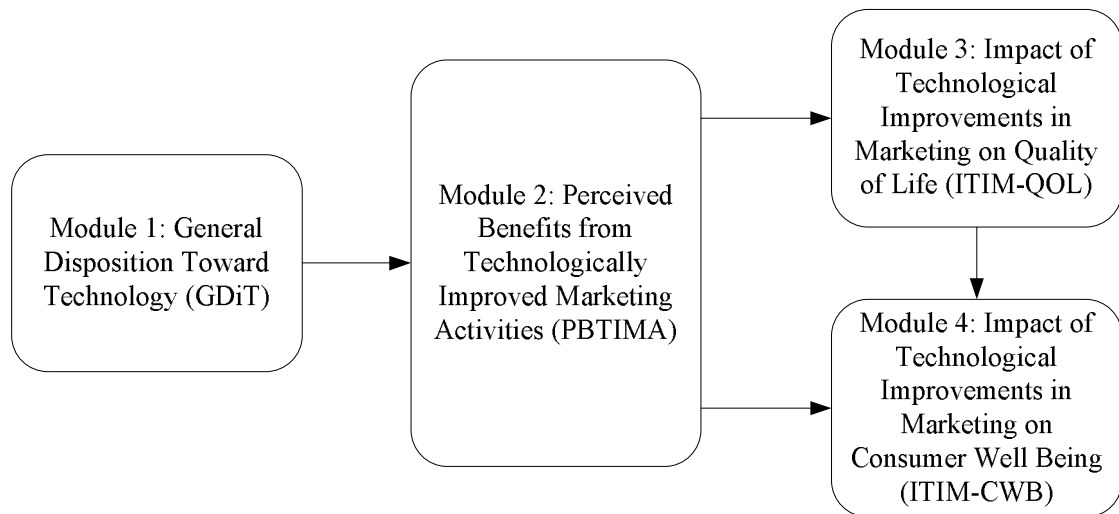 Module 1: General
Disposition Toward
Technology (GDiT)
Module 2: Perceived
Benefits from
Technologically
Improved Marketing
Activities (PBTIMA)
Module 3: Impact of
Technological
Improvements in
Marketing on Quality
of Life (ITIM-QOL)
Module 4: Impact of
Technological
Improvements in
Marketing on
Consumer Well Being
(ITIM-CWB)